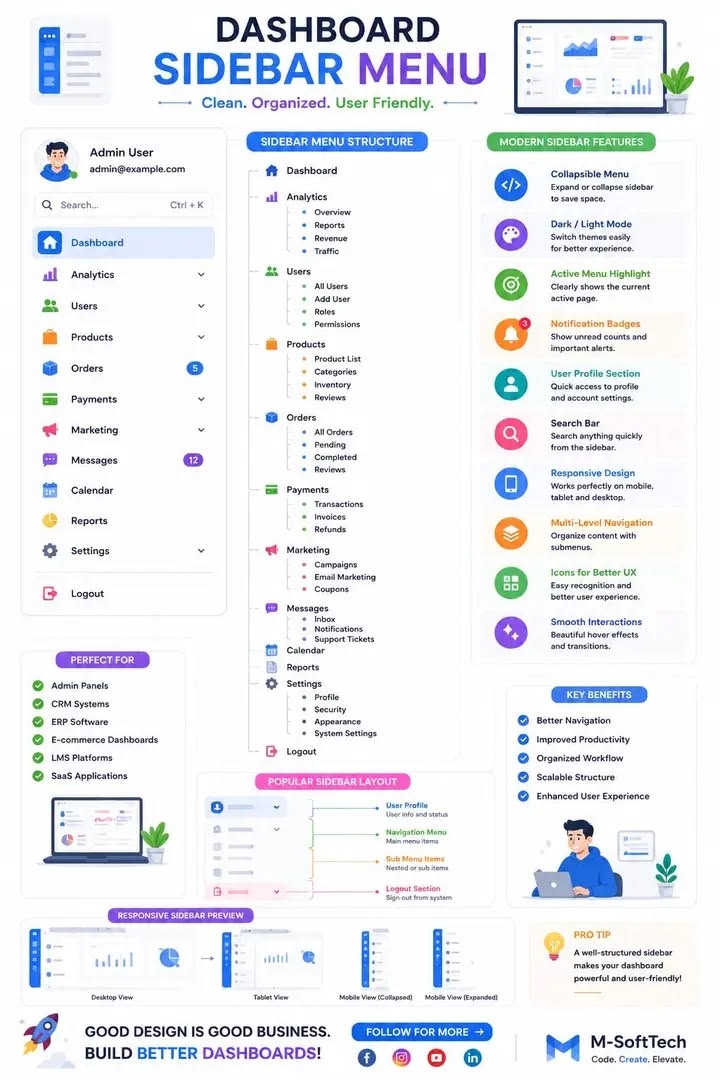 DASHBOARD
SIDEBAR MENU
Clean. Organized. User Friendly.
Admin User
admin@example.com
Search...
Ctrl + K
Dashboard
Analytics
Users
Products
Orders
5
Payments
Marketing
Messages
12
Calendar
Reports
Settings
Logout
SIDEBAR MENU STRUCTURE
Dashboard
Analytics
Overview
Reports
Revenue
Traffic
Users
All Users
Add User
Roles
Permissions
Products
Product List
Categories
Inventory
Reviews
Orders
All Orders
Pending
Completed
Reviews
Payments
Transactions
Invoices
Refunds
Marketing
Campaigns
Email Marketing
Coupons
Messages
Inbox
Notifications
Support Tickets
Calendar
Reports
Settings
Profile
Security
Appearance
System Settings
Logout
MODERN SIDEBAR FEATURES
Collapsible Menu
Expand or collapse sidebar
to save space.
Dark / Light Mode
Switch themes easily
for better experience.
Active Menu Highlight
Clearly shows the current
active page.
3
Notification Badges
Show unread counts and
important alerts.
User Profile Section
Quick access to profile
and account settings.
Search Bar
Search anything quickly
from the sidebar.
Responsive Design
Works perfectly on mobile,
tablet and desktop.
Multi-Level Navigation
Organize content with
submenus.
Icons for Better UX
Easy recognition and
better user experience.
Smooth Interactions
Beautiful hover effects
and transitions.
PERFECT FOR
Admin Panels
CRM Systems
ERP Software
E-commerce Dashboards
LMS Platforms
SaaS Applications
POPULAR SIDEBAR LAYOUT
User Profile
User info and status
Navigation Menu
Main menu items
Sub Menu Items
Nested or sub items
Logout Section
Sign out from system
KEY BENEFITS
Better Navigation
Improved Productivity
Organized Workflow
Scalable Structure
Enhanced User Experience
RESPONSIVE SIDEBAR PREVIEW
Desktop View
Tablet View
Mobile View (Collapsed)
Mobile View (Expanded)
PRO TIP
A well-structured sidebar
makes your dashboard
powerful and user-friendly!
GOOD DESIGN IS GOOD BUSINESS.
BUILD BETTER DASHBOARDS!
FOLLOW FOR MORE →
M-SoftTech
Code. Create. Elevate.